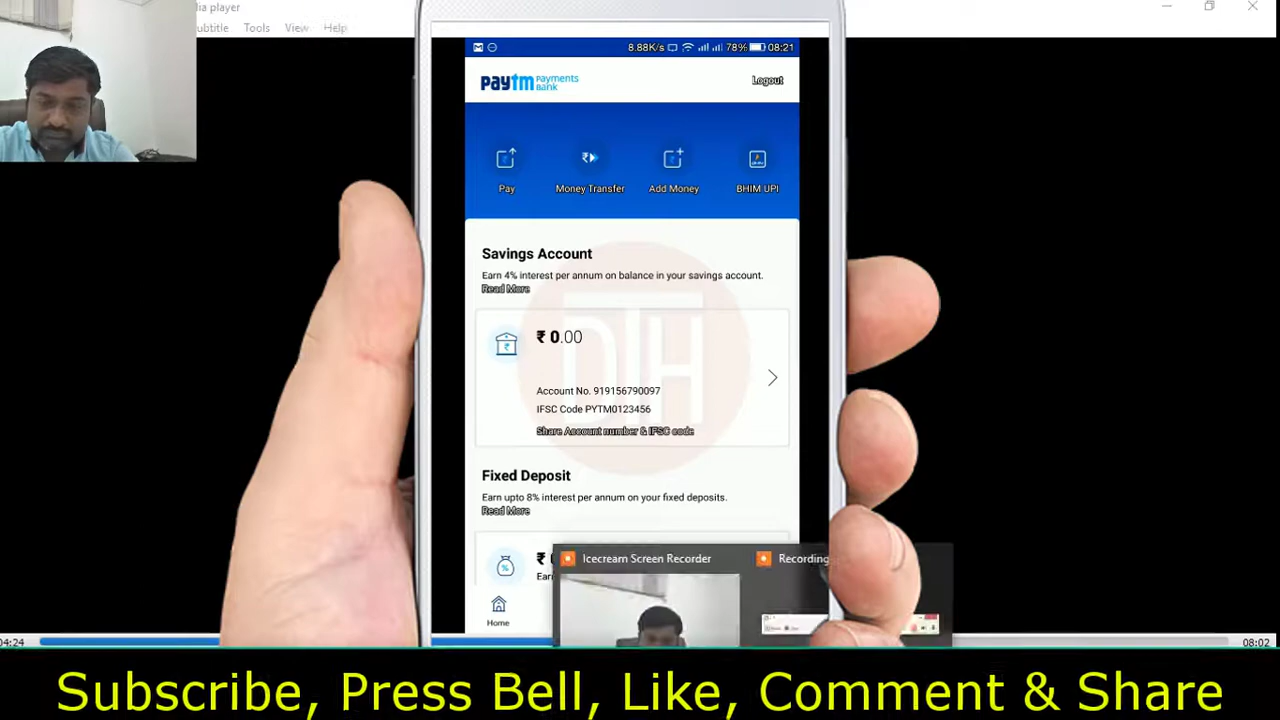 dia player
ubtitle Tools View Help
8.88K/s 78% 08:21
paytm Payments Bank
Logout
Pay Money Transfer Add Money BHIM UPI
Savings Account
Earn 4% interest per annum on balance in your savings account.
Read More
₹ 0.00
Account No. 919156790097
IFSC Code PYTM0123456
Share Account number & IFSC code
DTH
Fixed Deposit
Earn upto 8% interest per annum on your fixed deposits.
Read More
₹
Earn
Icecream Screen Recorder Recording
Home
04:24 08:02
Subscribe, Press Bell, Like, Comment & Share